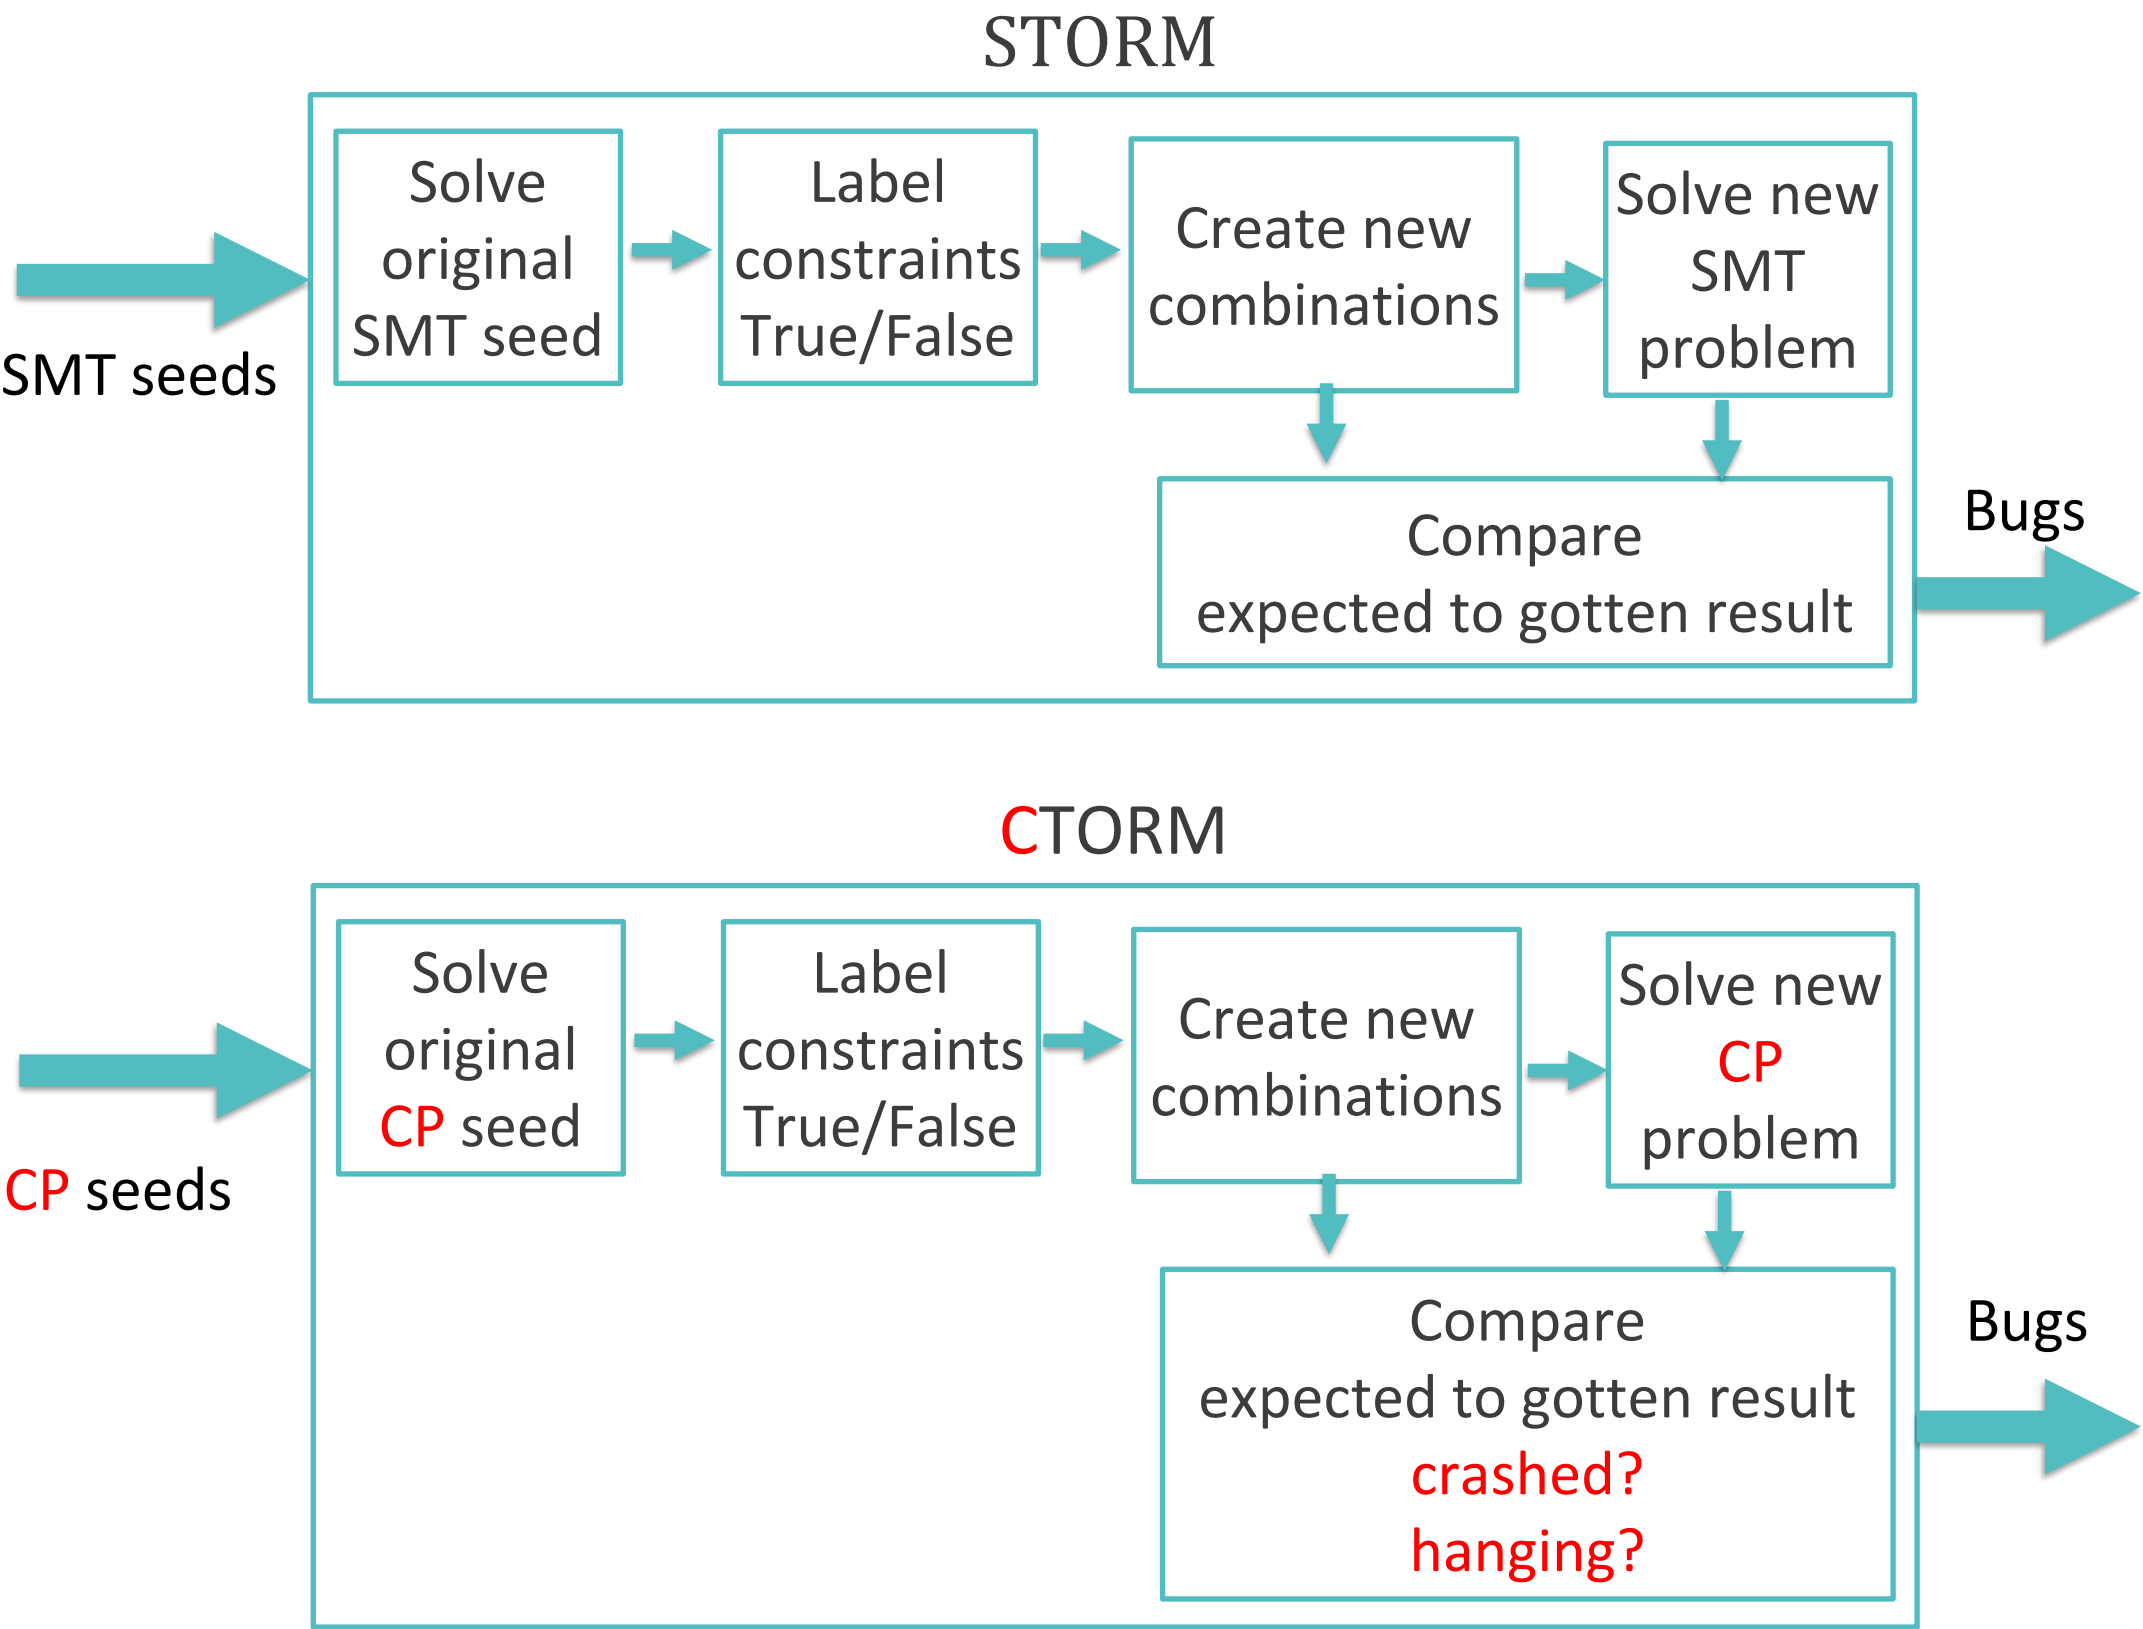 STORM
SMT seeds
Solve
original
SMT seed
Label
constraints
True/False
Create new
combinations
Solve new
SMT
problem
Compare
expected to gotten result
Bugs
CTORM
CP seeds
Solve
original
CP seed
Label
constraints
True/False
Create new
combinations
Solve new
CP
problem
Compare
expected to gotten result
crashed?
hanging?
Bugs